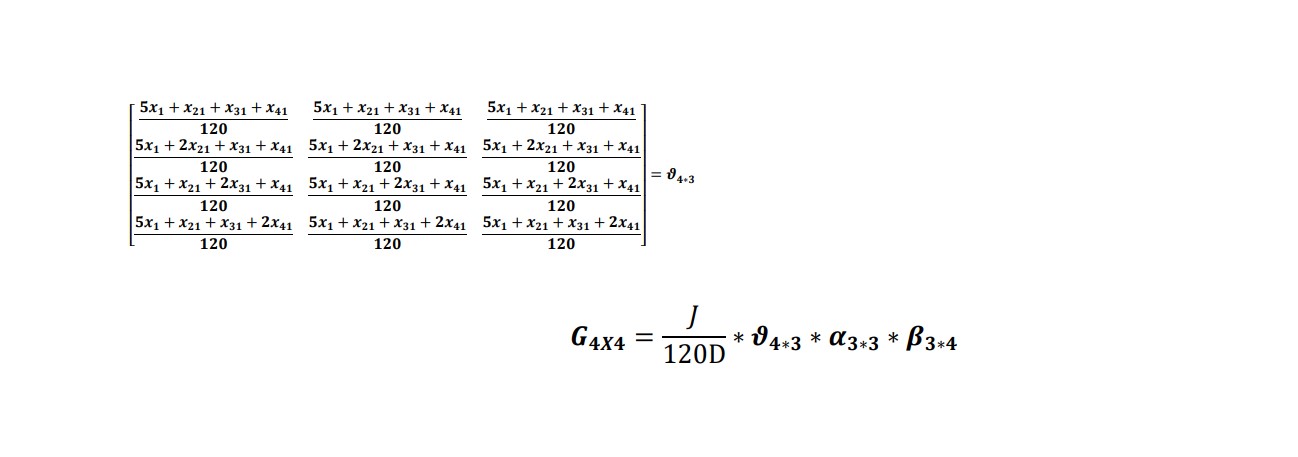 [ (5x₁ + x₂₁ + x₃₁ + x₄₁)/120   (5x₁ + x₂₁ + x₃₁ + x₄₁)/120   (5x₁ + x₂₁ + x₃₁ + x₄₁)/120
(5x₁ + 2x₂₁ + x₃₁ + x₄₁)/120   (5x₁ + 2x₂₁ + x₃₁ + x₄₁)/120   (5x₁ + 2x₂₁ + x₃₁ + x₄₁)/120
(5x₁ + x₂₁ + 2x₃₁ + x₄₁)/120   (5x₁ + x₂₁ + 2x₃₁ + x₄₁)/120   (5x₁ + x₂₁ + 2x₃₁ + x₄₁)/120
(5x₁ + x₂₁ + x₃₁ + 2x₄₁)/120   (5x₁ + x₂₁ + x₃₁ + 2x₄₁)/120   (5x₁ + x₂₁ + x₃₁ + 2x₄₁)/120 ] = ϑ₄*₃
G₄X₄ = J/120D * ϑ₄*₃ * α₃*₃ * β₃*₄